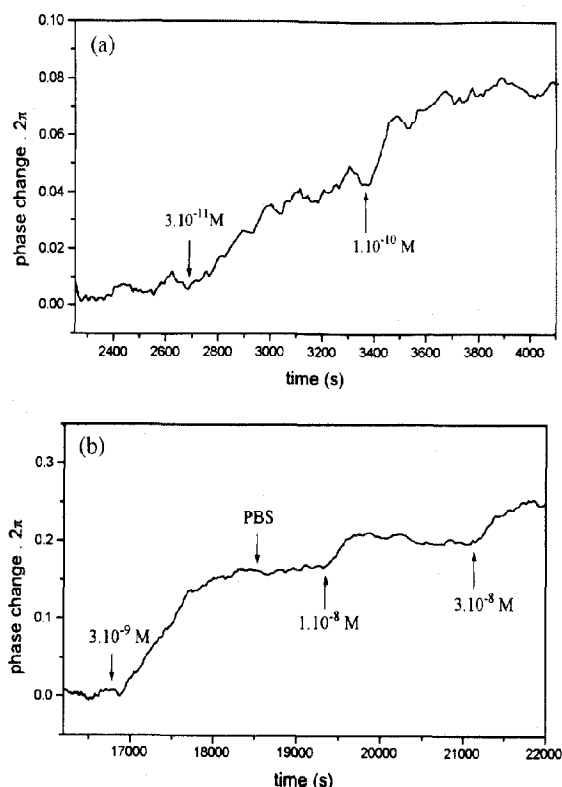 (a)
phase change . 2π
0.10
0.08
0.06
0.04
0.02
0.00
3.10⁻¹¹M
1.10⁻¹⁰ M
2400 2600 2800 3000 3200 3400 3600 3800 4000
time (s)
(b)
phase change . 2π
0.3
0.2
0.1
0.0
PBS
3.10⁻⁹ M
1.10⁻⁸ M
3.10⁻⁸ M
17000 18000 19000 20000 21000 22000
time (s)